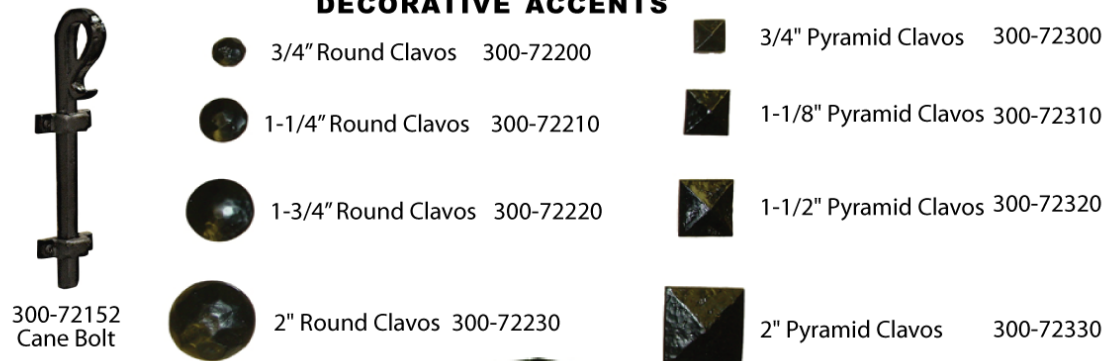 DECORATIVE ACCENTS
3/4” Round Clavos 300-72200
1-1/4” Round Clavos 300-72210
1-3/4” Round Clavos 300-72220
2" Round Clavos 300-72230
3/4" Pyramid Clavos 300-72300
1-1/8" Pyramid Clavos 300-72310
1-1/2" Pyramid Clavos 300-72320
2" Pyramid Clavos 300-72330
300-72152
Cane Bolt